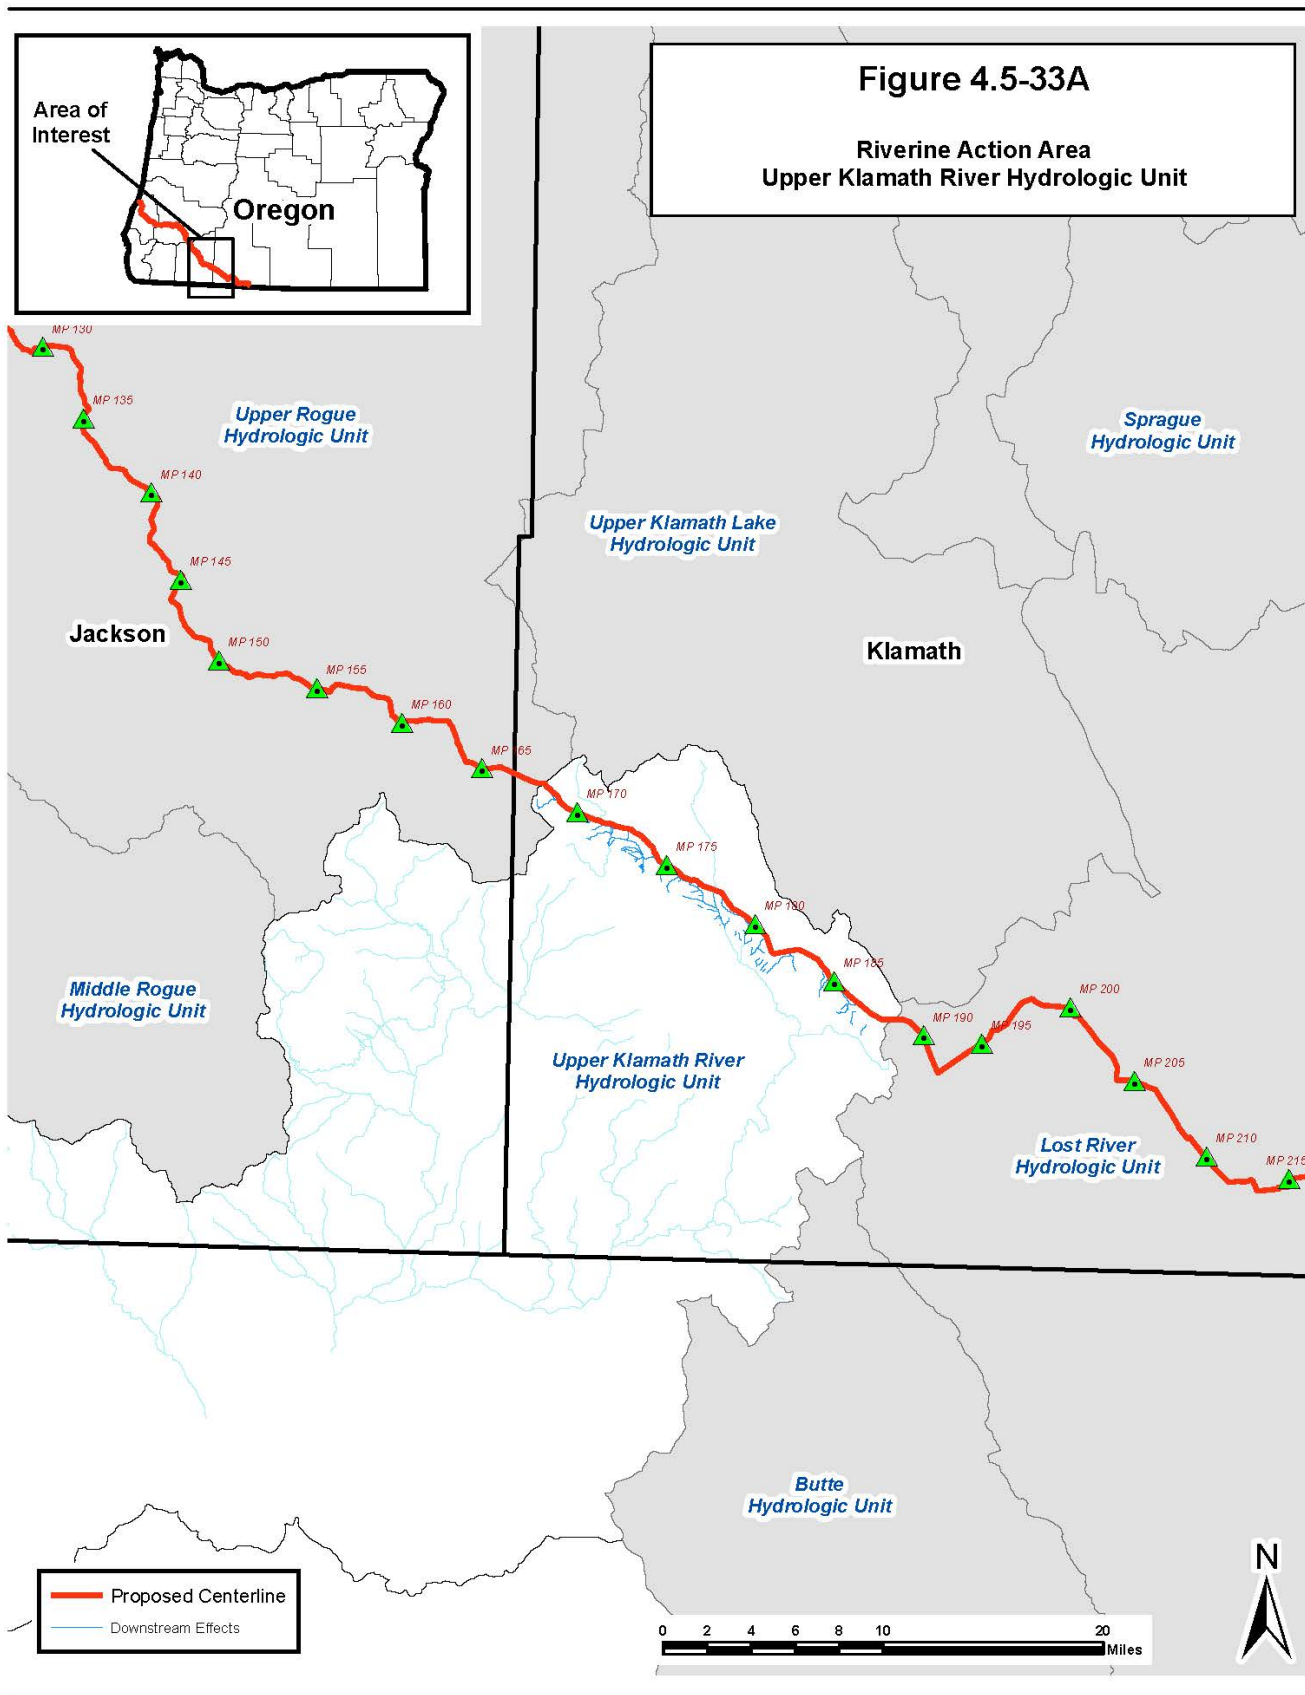 Figure 4.5-33A
Riverine Action Area
Upper Klamath River Hydrologic Unit
Area of
Interest
Oregon
MP 130
MP 135
Upper Rogue
Hydrologic Unit
Sprague
Hydrologic Unit
MP 140
Upper Klamath Lake
Hydrologic Unit
MP 145
Jackson
MP 150
Klamath
MP 155
MP 160
MP 165
MP 170
MP 175
MP 180
MP 185
Middle Rogue
Hydrologic Unit
MP 190
MP 195
MP 200
Upper Klamath River
Hydrologic Unit
MP 205
Lost River
Hydrologic Unit
MP 210
MP 215
Butte
Hydrologic Unit
N
Proposed Centerline
Downstream Effects
0 2 4 6 8 10 20
Miles